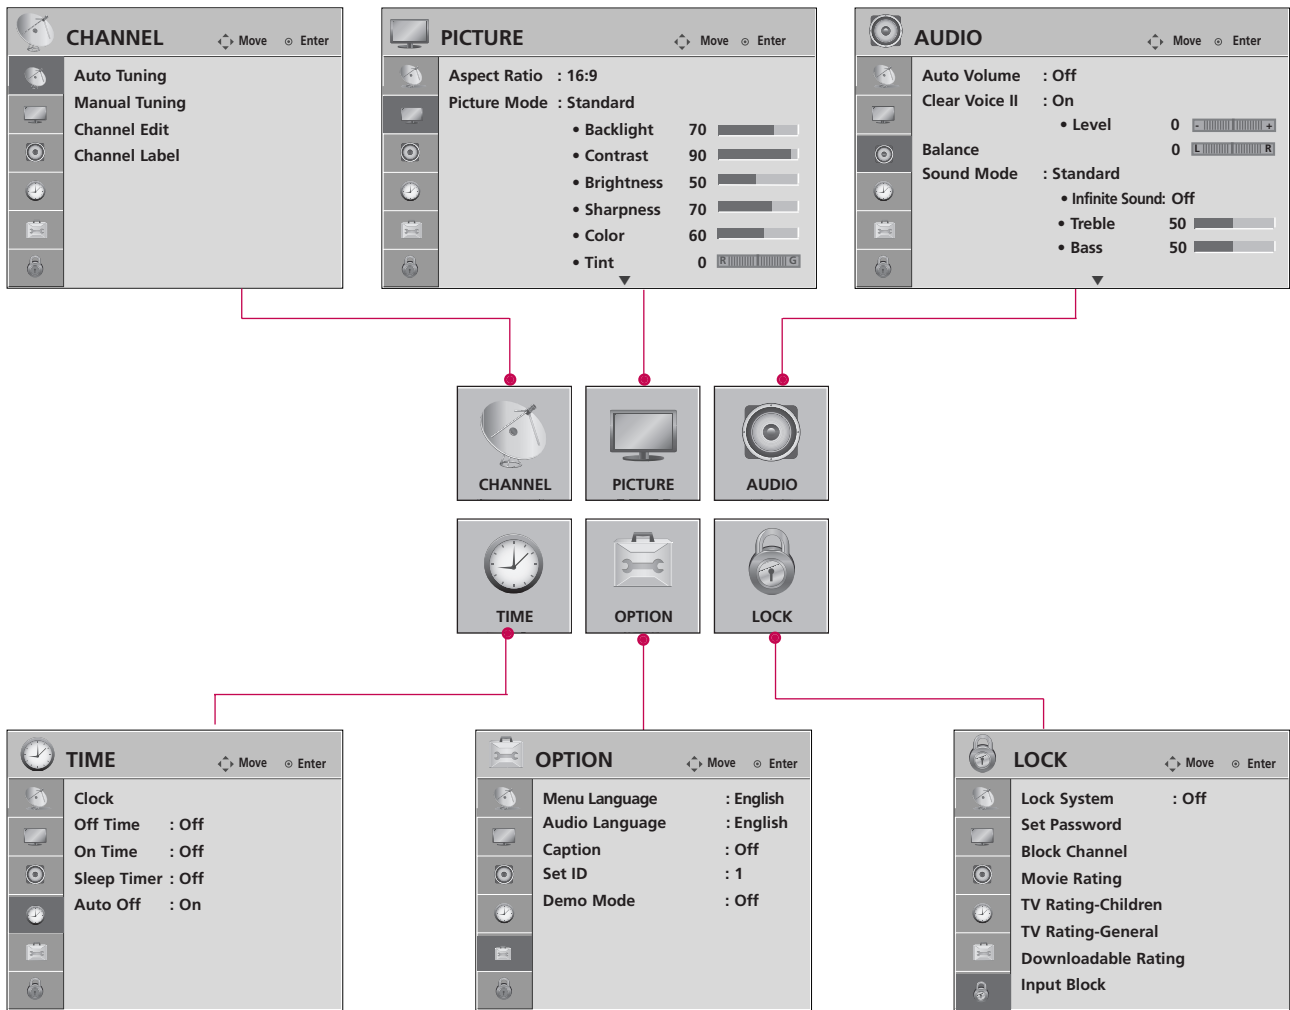 CHANNEL Move Enter
Auto Tuning
Manual Tuning
Channel Edit
Channel Label
PICTURE Move Enter
Aspect Ratio : 16:9
Picture Mode : Standard
• Backlight 70
• Contrast 90
• Brightness 50
• Sharpness 70
• Color 60
• Tint 0 R G
AUDIO Move Enter
Auto Volume : Off
Clear Voice II : On
• Level 0 - +
Balance 0 L R
Sound Mode : Standard
• Infinite Sound: Off
• Treble 50
• Bass 50
CHANNEL
PICTURE
AUDIO
TIME
OPTION
LOCK
TIME Move Enter
Clock
Off Time : Off
On Time : Off
Sleep Timer : Off
Auto Off : On
OPTION Move Enter
Menu Language : English
Audio Language : English
Caption : Off
Set ID : 1
Demo Mode : Off
LOCK Move Enter
Lock System : Off
Set Password
Block Channel
Movie Rating
TV Rating-Children
TV Rating-General
Downloadable Rating
Input Block